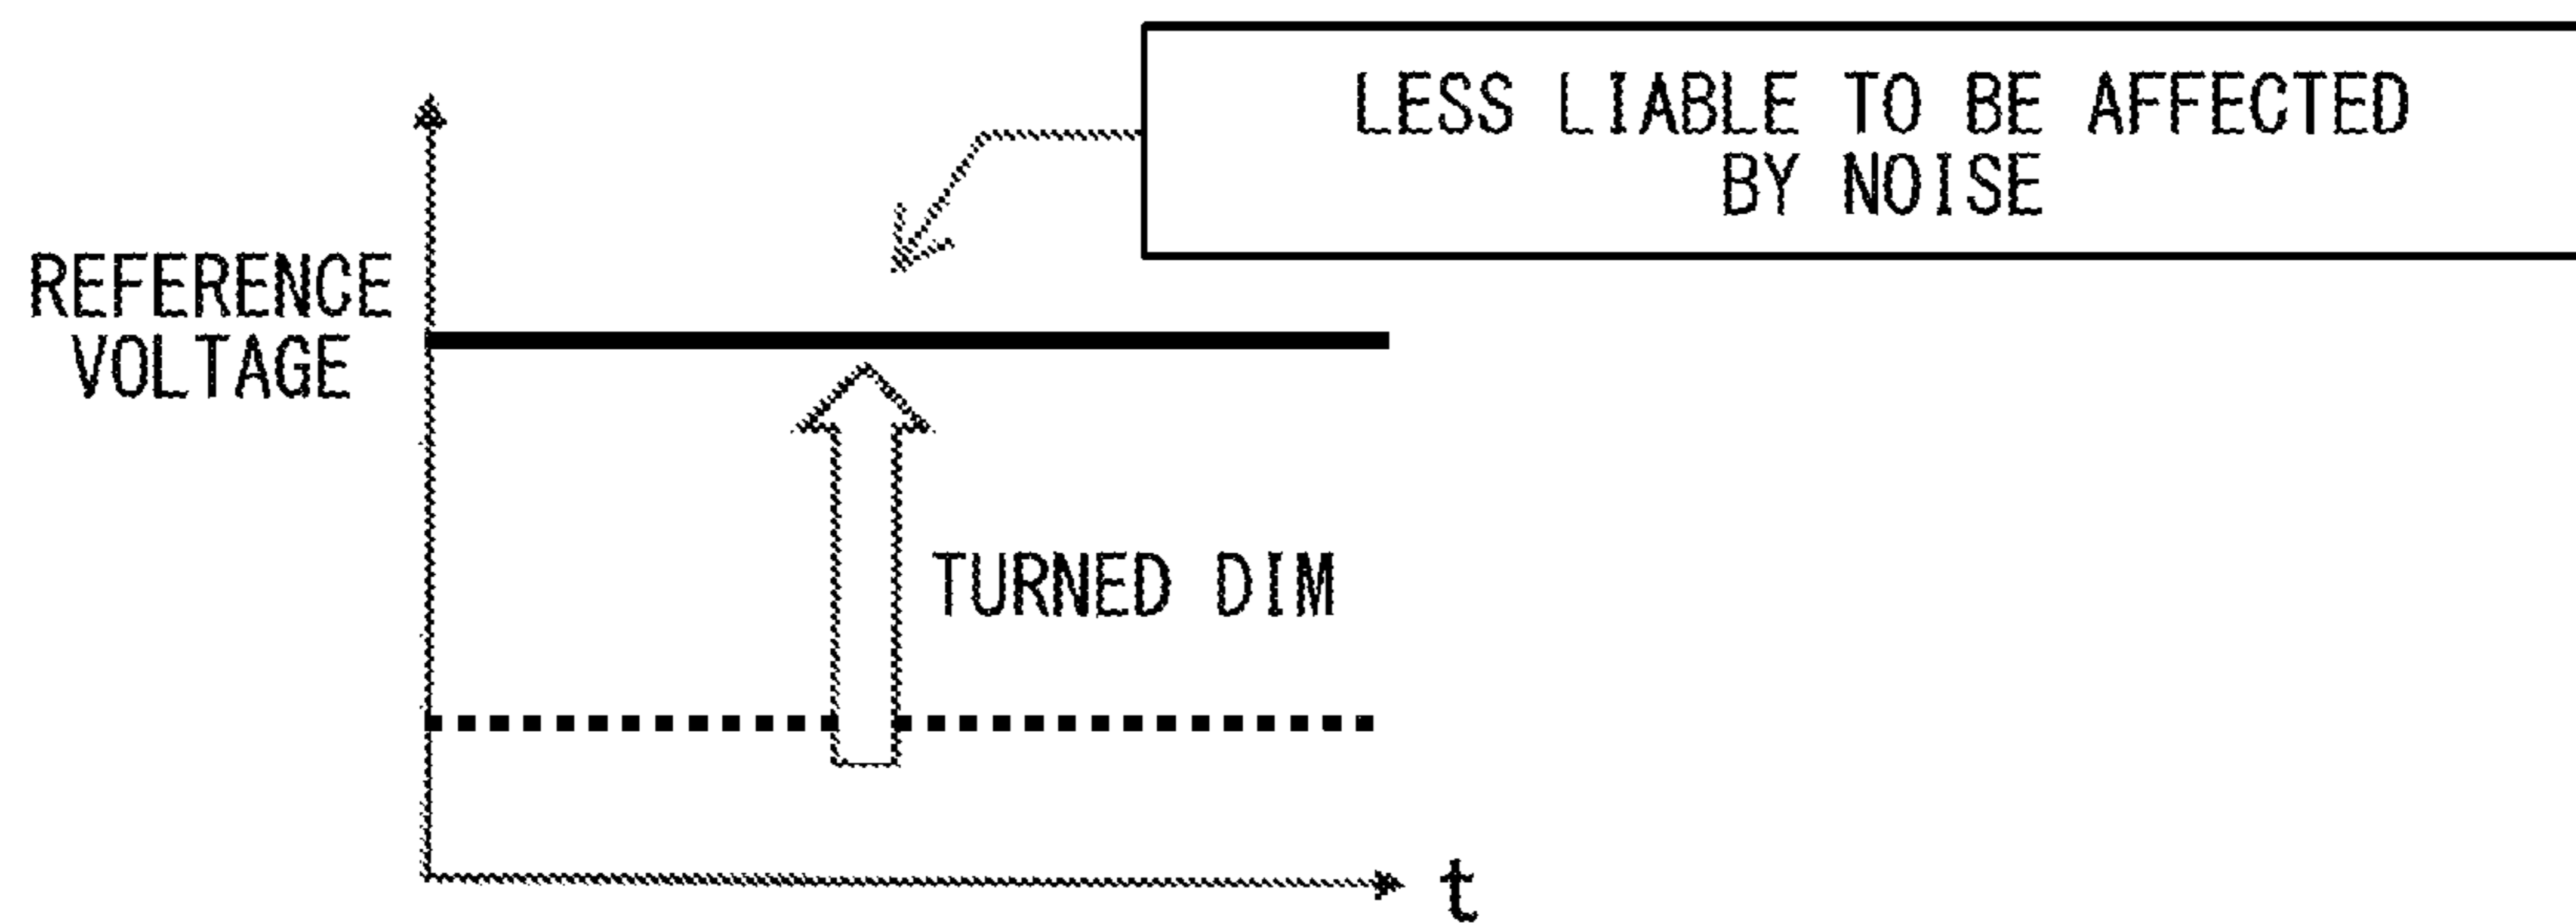 LESS LIABLE TO BE AFFECTED
BY NOISE
REFERENCE
VOLTAGE
TURNED DIM
t